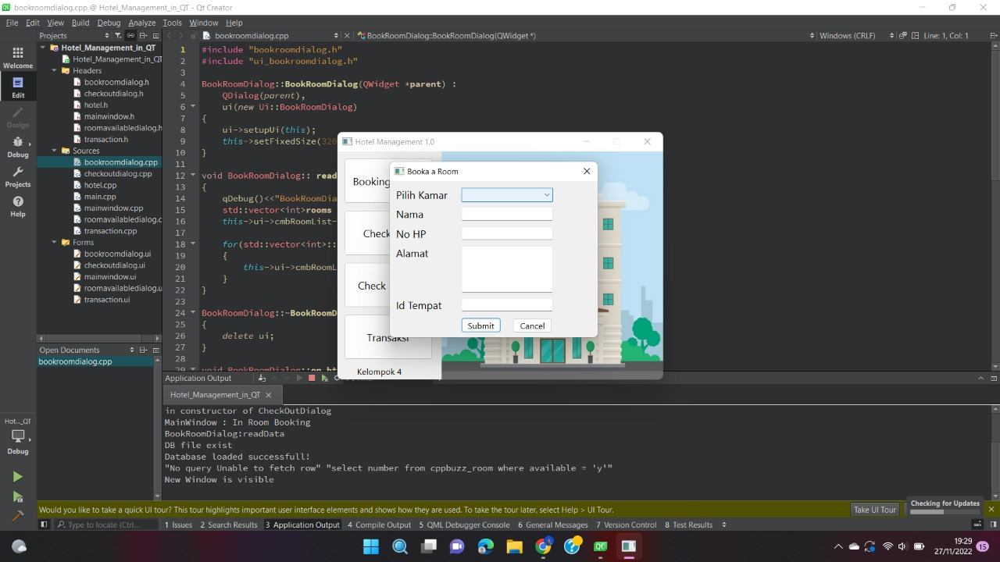 bookroomdialog.cpp @ Hotel_Management_in_QT - Qt Creator
File Edit View Build Debug Analyze Tools Window Help
Projects
bookroomdialog.cpp
BookRoomDialog::BookRoomDialog(QWidget *)
Windows (CRLF)
Line: 1, Col: 1
Welcome
Edit
Design
Debug
Projects
Help
Hotel_Management_in_QT
Hotel_Management_in_QT
Headers
bookroomdialog.h
checkoutdialog.h
hotel.h
mainwindow.h
roomavailabledialog.h
transaction.h
Sources
bookroomdialog.cpp
checkoutdialog.cpp
hotel.cpp
main.cpp
mainwindow.cpp
roomavailabledialog.c
transaction.cpp
Forms
bookroomdialog.ui
checkoutdialog.ui
mainwindow.ui
roomavailabledialog.u
transaction.ui
Open Documents
bookroomdialog.cpp
1 #include "bookroomdialog.h"
2 #include "ui_bookroomdialog.h"
3
4 BookRoomDialog::BookRoomDialog(QWidget *parent) :
5 QDialog(parent),
6 ui(new Ui::BookRoomDialog)
7 {
8 ui->setupUi(this);
9 this->setFixedSize(320
10 }
11
12 void BookRoomDialog:: read
13 {
14 qDebug()<<"BookRoomDia
15 std::vector<int>rooms
16 this->ui->cmbRoomList-
17
18 for(std::vector<int>::
19 {
20 this->ui->cmbRoomL
21 }
22 }
23
24 BookRoomDialog::~BookRoomD
25 {
26 delete ui;
27 }
28
29 void BookRoomDialog::on_bt
Hotel Management 1.0
Booking
Check
Check
Transaksi
Kelompok 4
Booka a Room
Pilih Kamar
Nama
No HP
Alamat
Id Tempat
Submit
Cancel
Application Output
Hotel_Management_in_QT
in constructor of CheckOutDialog
MainWindow : In Room Booking
BookRoomDialog:readData
DB file exist
Database loaded successfull!
"No query Unable to fetch row" "select number from cppbuzz_room where available = 'y'"
New Window is visible
Hot..._QT
Debug
Would you like to take a quick UI tour? This tour highlights important user interface elements and shows how they are used. To take the tour later, select Help > UI Tour.
Take UI Tour
Checking for Updates
Type to locate (Ctrl...
1 Issues 2 Search Results 3 Application Output 4 Compile Output 5 QML Debugger Console 6 General Messages 7 Version Control 8 Test Results
19:29
27/11/2022
15